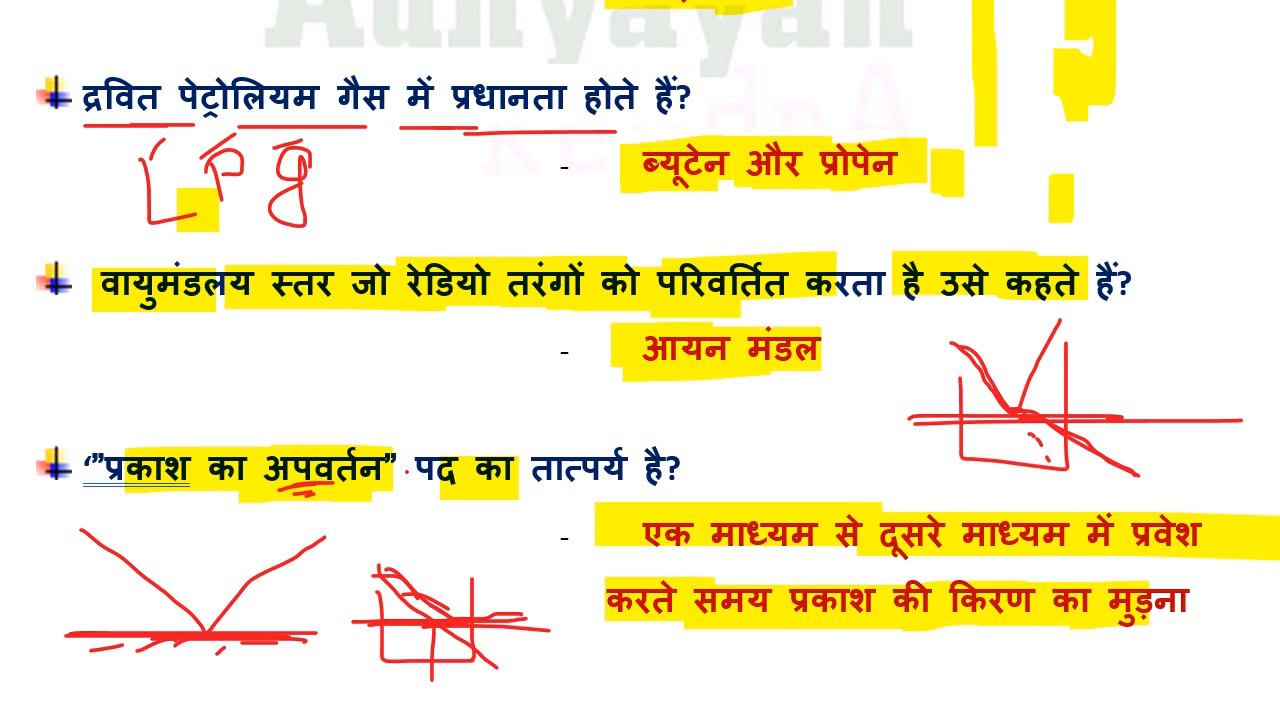 Adhyayan
द्रवित पेट्रोलियम गैस में प्रधानता होते हैं?
LPg
- ब्यूटेन और प्रोपेन
वायुमंडलय स्तर जो रेडियो तरंगों को परिवर्तित करता है उसे कहते हैं?
- आयन मंडल
‘”प्रकाश का अपवर्तन” पद का तात्पर्य है?
- एक माध्यम से दूसरे माध्यम में प्रवेश
करते समय प्रकाश की किरण का मुड़ना